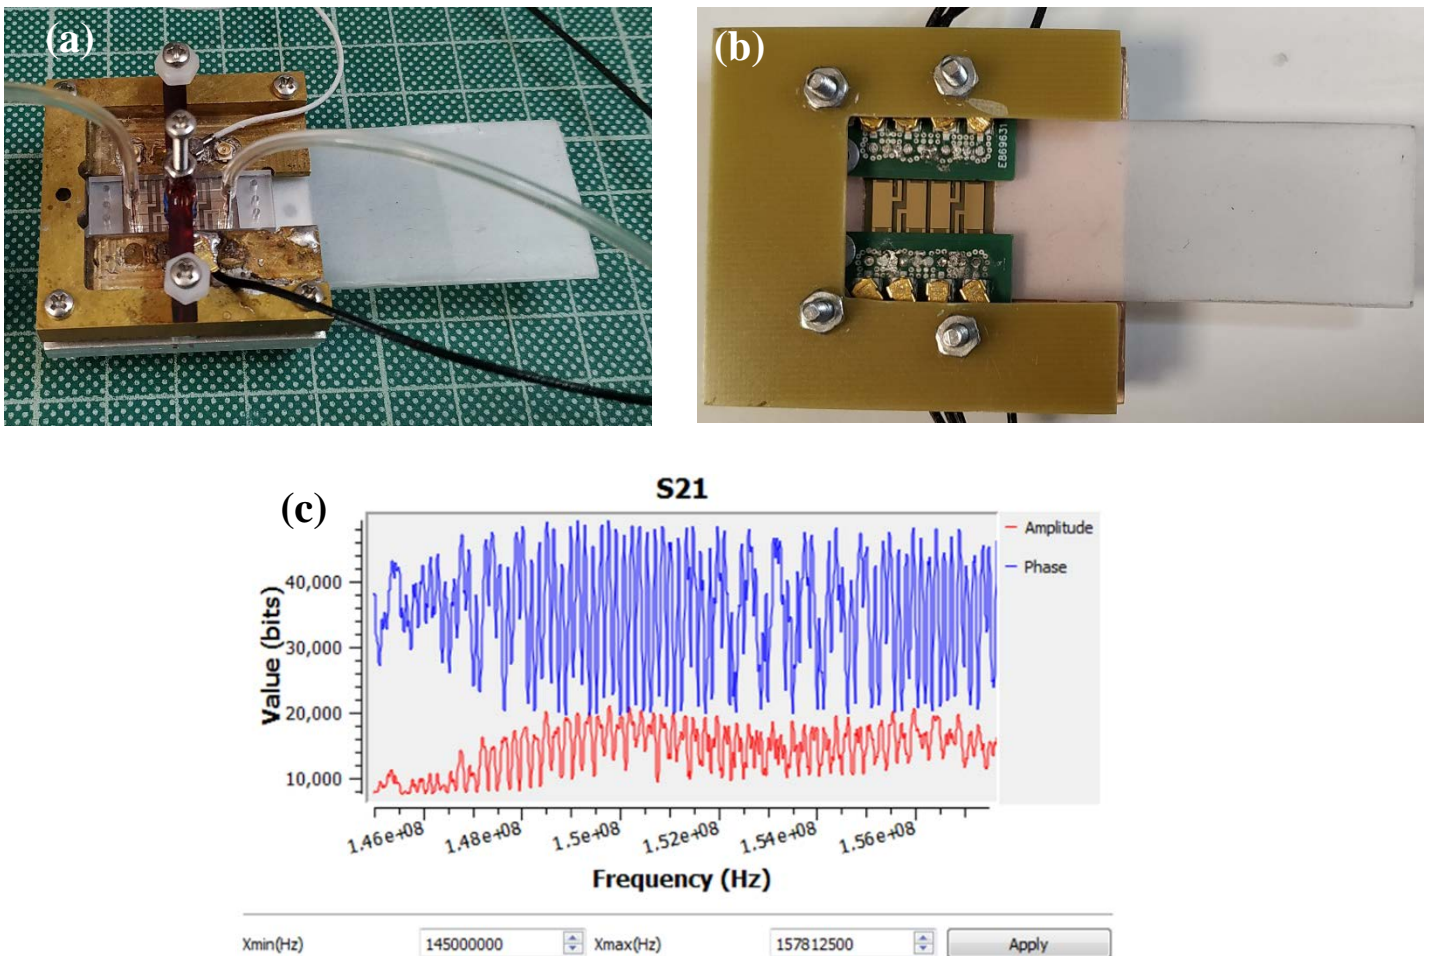 (a)
(b)
E869631
(c)
S21
Value (bits)
40,000
30,000
20,000
10,000
Amplitude
Phase
1.46e+08 1.48e+08 1.5e+08 1.52e+08 1.54e+08 1.56e+08
Frequency (Hz)
Xmin(Hz) 145000000 Xmax(Hz) 157812500 Apply